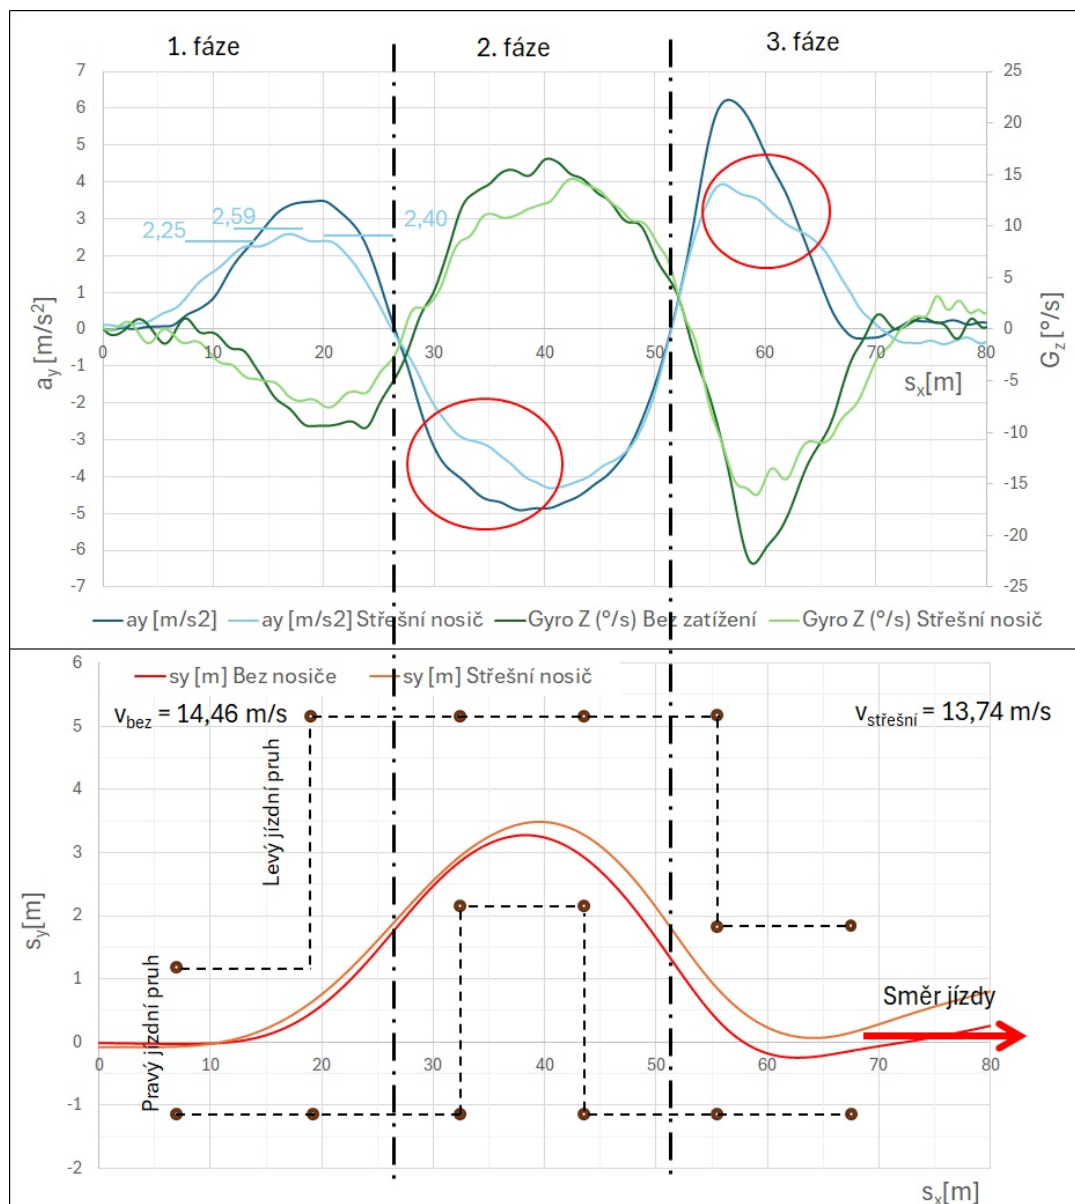 1. fáze 2. fáze 3. fáze
7 25
6 20
5 15
4 10
3 5
2 0
1 -5
0 -10
-1 -15
-2 -20
-3 -25
-4
-5
-6
-7
2,25 2,59 2,40
0 10 20 30 40 50 60 70 80
a_y [m/s²]
G_z [°/s]
s_x[m]
ay [m/s2] ay [m/s2] Střešní nosič Gyro Z (°/s) Bez zatížení Gyro Z (°/s) Střešní nosič
6
5
4
3
2
1
0
-1
-2
sy [m] Bez nosiče sy [m] Střešní nosič
v_bez = 14,46 m/s v_střešní = 13,74 m/s
Levý jízdní pruh
Pravý jízdní pruh
s_y[m]
Směr jízdy
0 10 20 30 40 50 60 70 80
s_x[m]